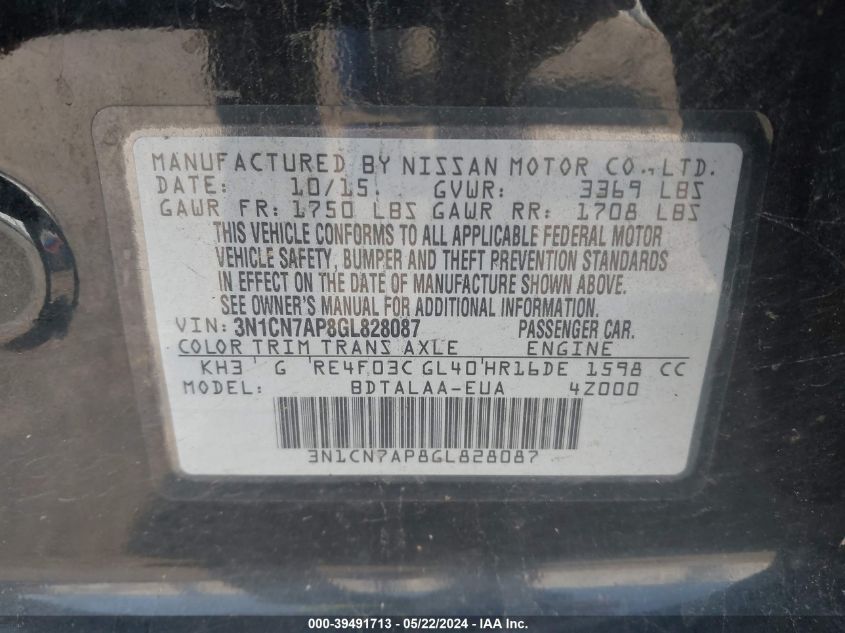 MANUFACTURED BY NISSAN MOTOR CO., LTD.
DATE: 10/15. GVWR: 3369 LBS
GAWR FR: 1750 LBS GAWR RR: 1708 LBS
THIS VEHICLE CONFORMS TO ALL APPLICABLE FEDERAL MOTOR
VEHICLE SAFETY, BUMPER AND THEFT PREVENTION STANDARDS
IN EFFECT ON THE DATE OF MANUFACTURE SHOWN ABOVE.
SEE OWNER'S MANUAL FOR ADDITIONAL INFORMATION.
VIN: 3N1CN7AP8GL828087 PASSENGER CAR.
COLOR TRIM TRANS AXLE ENGINE
KH3 G RE4F03C GL40 HR16DE 1598 CC
MODEL: BDTALAA-EUA 4Z000
3N1CN7AP8GL828087
000-39491713 - 05/22/2024 - IAA Inc.